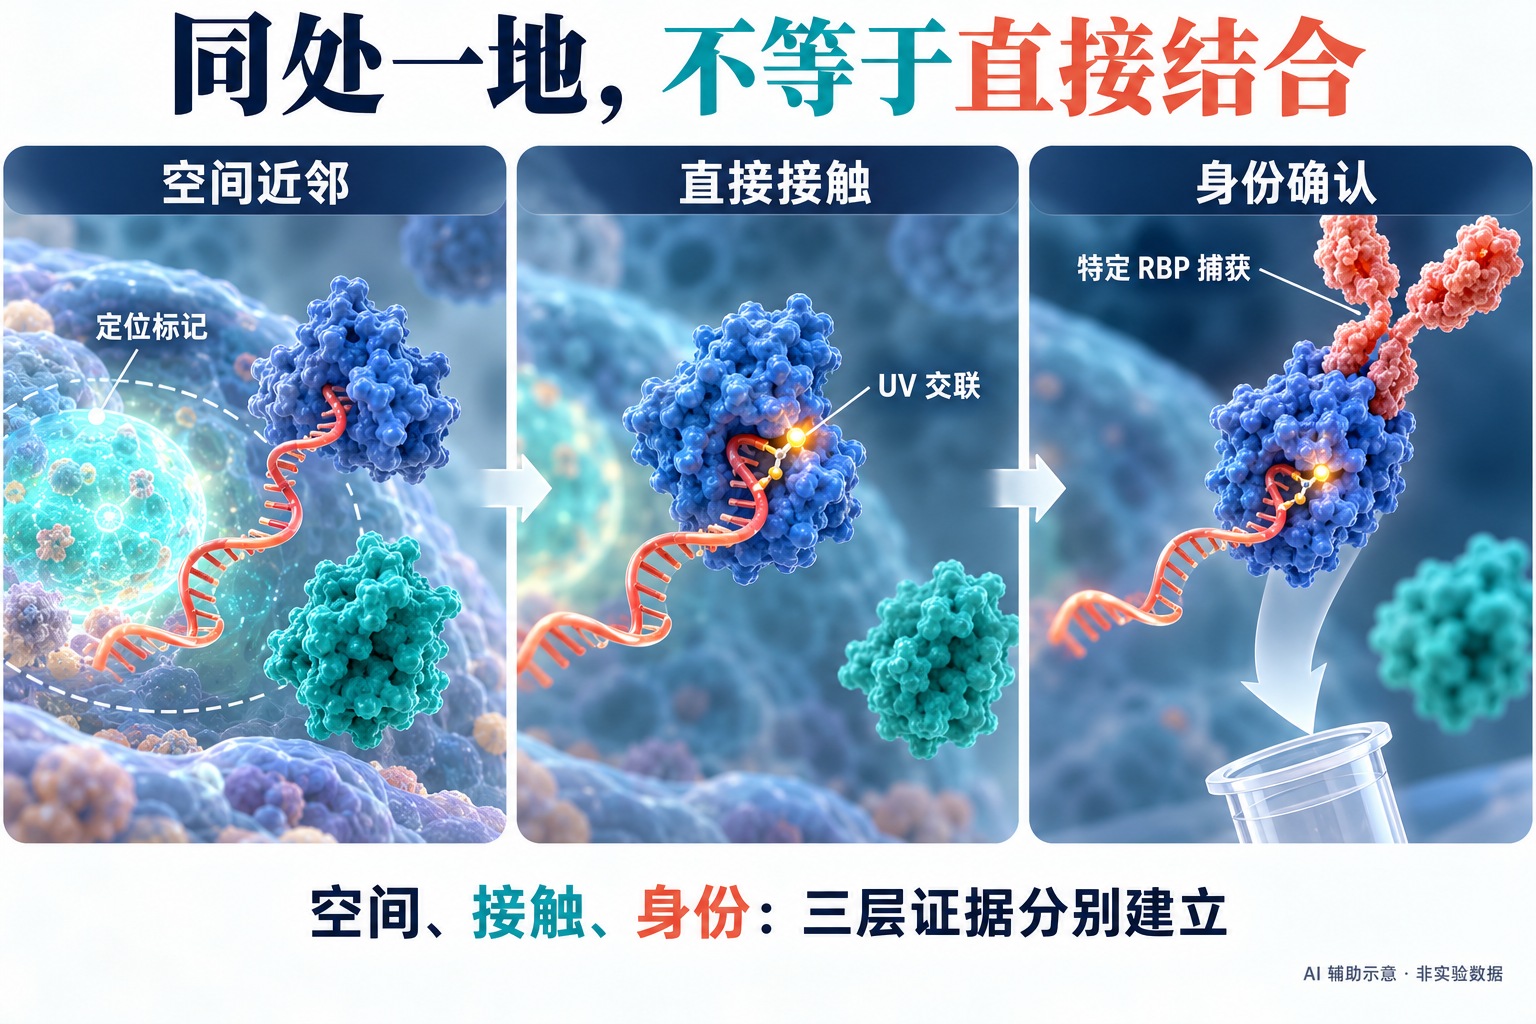 同处一地，不等于直接结合
空间近邻
直接接触
身份确认
定位标记
UV 交联
特定 RBP 捕获
空间、接触、身份：三层证据分别建立
AI 辅助示意 · 非实验数据